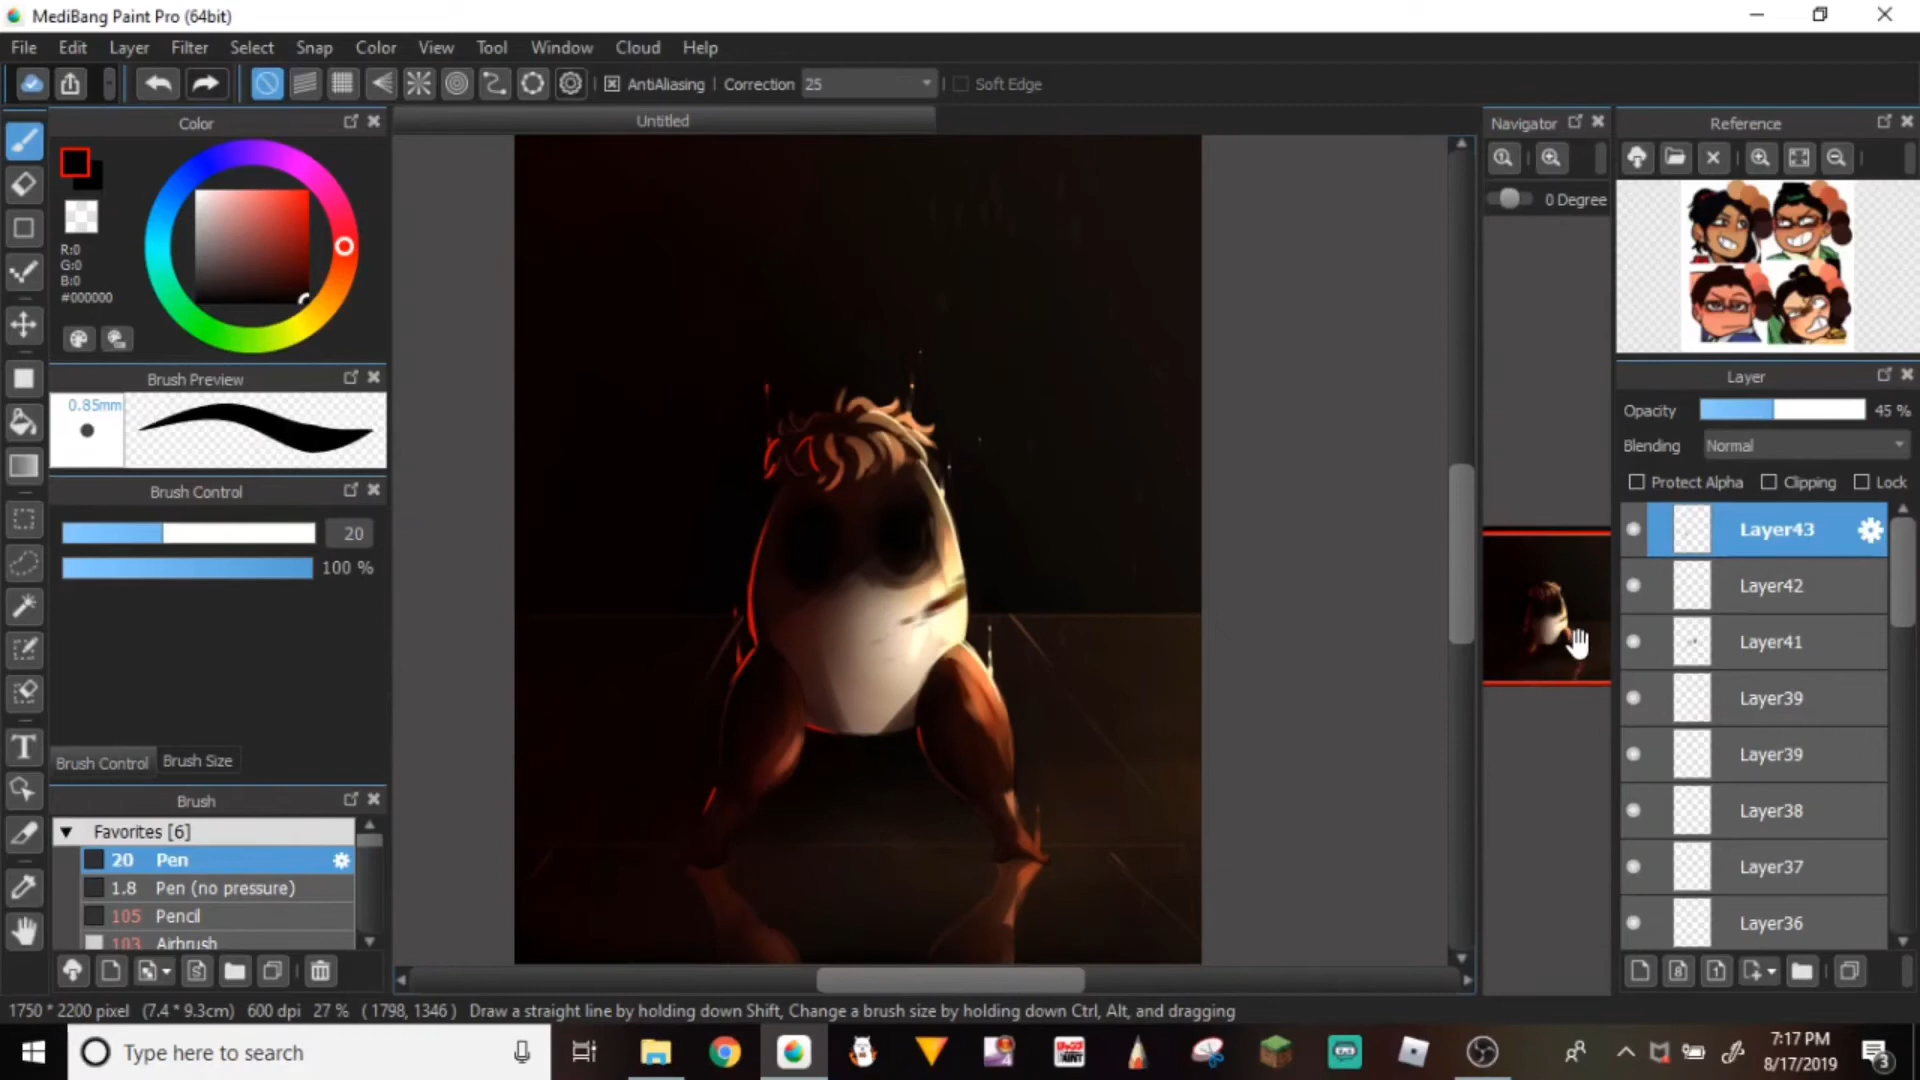 MediBang Paint Pro (64bit)
File Edit Layer Filter Select Snap Color View Tool Window Cloud Help
AntiAliasing Correction 25 Soft Edge
Color
Untitled
Navigator
Reference
R:0
G:0
B:0
#000000
0 Degree
Brush Preview
0.85mm
Layer
Opacity 45 %
Blending Normal
Protect Alpha Clipping Lock
Brush Control
20
100 %
Brush Control Brush Size
Brush
Favorites [6]
20 Pen
1.8 Pen (no pressure)
105 Pencil
103 Airbrush
Layer43
Layer42
Layer41
Layer39
Layer39
Layer38
Layer37
Layer36
1750 * 2200 pixel (7.4 * 9.3cm) 600 dpi 27 % ( 1798, 1346 ) Draw a straight line by holding down Shift, Change a brush size by holding down Ctrl, Alt, and dragging
Type here to search
7:17 PM
8/17/2019
3